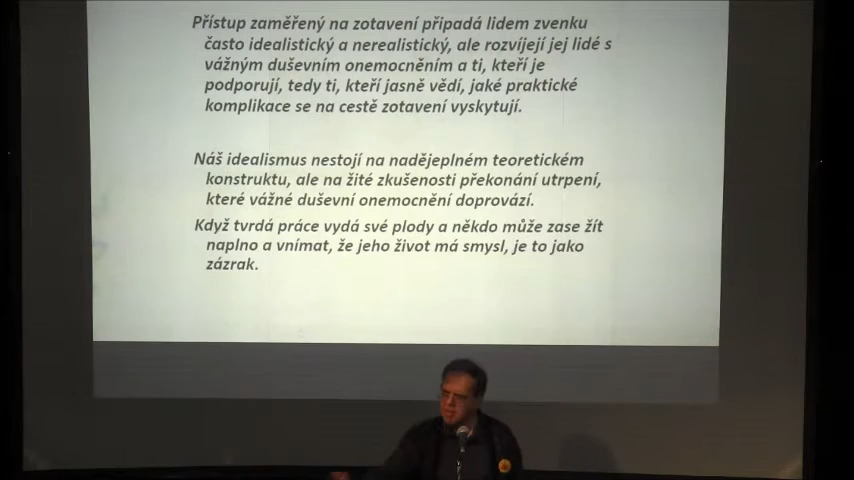 Přístup zaměřený na zotavení připadá lidem zvenku
často idealistický a nerealistický, ale rozvíjejí jej lidé s
vážným duševním onemocněním a ti, kteří je
podporují, tedy ti, kteří jasně vědí, jaké praktické
komplikace se na cestě zotavení vyskytují.
Náš idealismus nestojí na nadějeplném teoretickém
konstruktu, ale na žité zkušenosti překonání utrpení,
které vážné duševní onemocnění doprovází.
Když tvrdá práce vydá své plody a někdo může zase žít
naplno a vnímat, že jeho život má smysl, je to jako
zázrak.